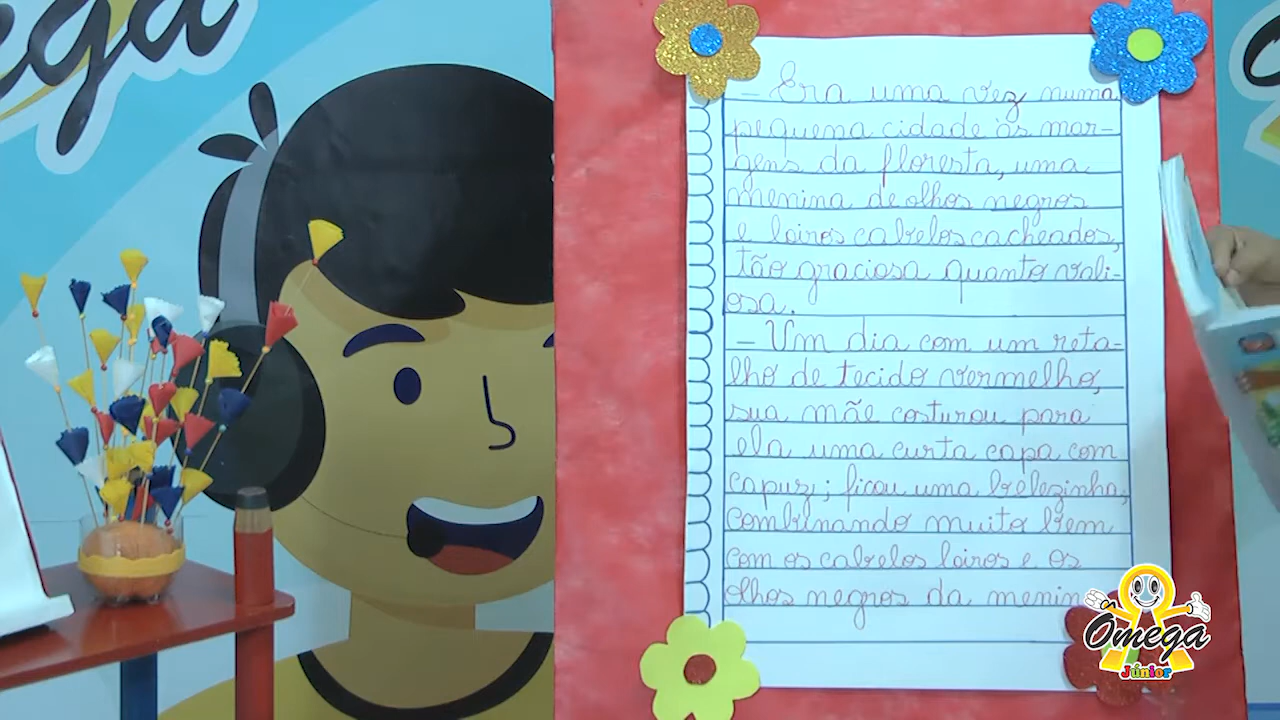 – Era uma vez numa
pequena cidade às mar-
gens da floresta, uma
menina de olhos negros
e loiros cabelos cacheados,
tão graciosa quanto vali-
osa.
– Um dia com um reta-
lho de tecido vermelho,
sua mãe costurou para
ela uma curta capa com
capuz; ficou uma belezinha,
combinando muito bem
com os cabelos loiros e os
olhos negros da menin
Omega
Júnior